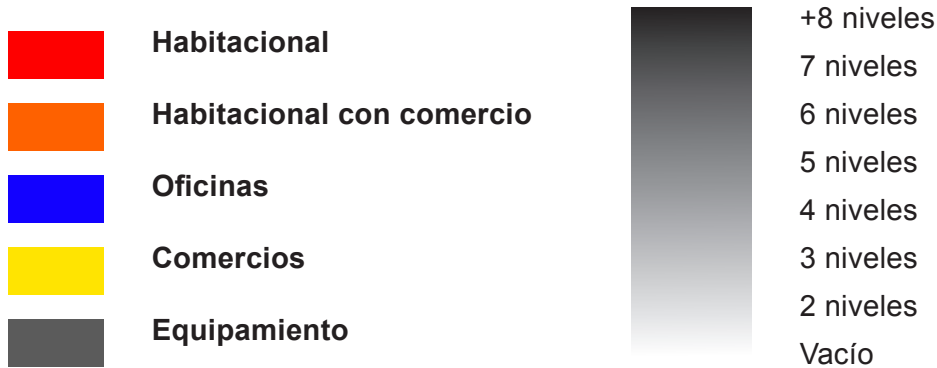 Habitacional
Habitacional con comercio
Oficinas
Comercios
Equipamiento
+8 niveles
7 niveles
6 niveles
5 niveles
4 niveles
3 niveles
2 niveles
Vacío